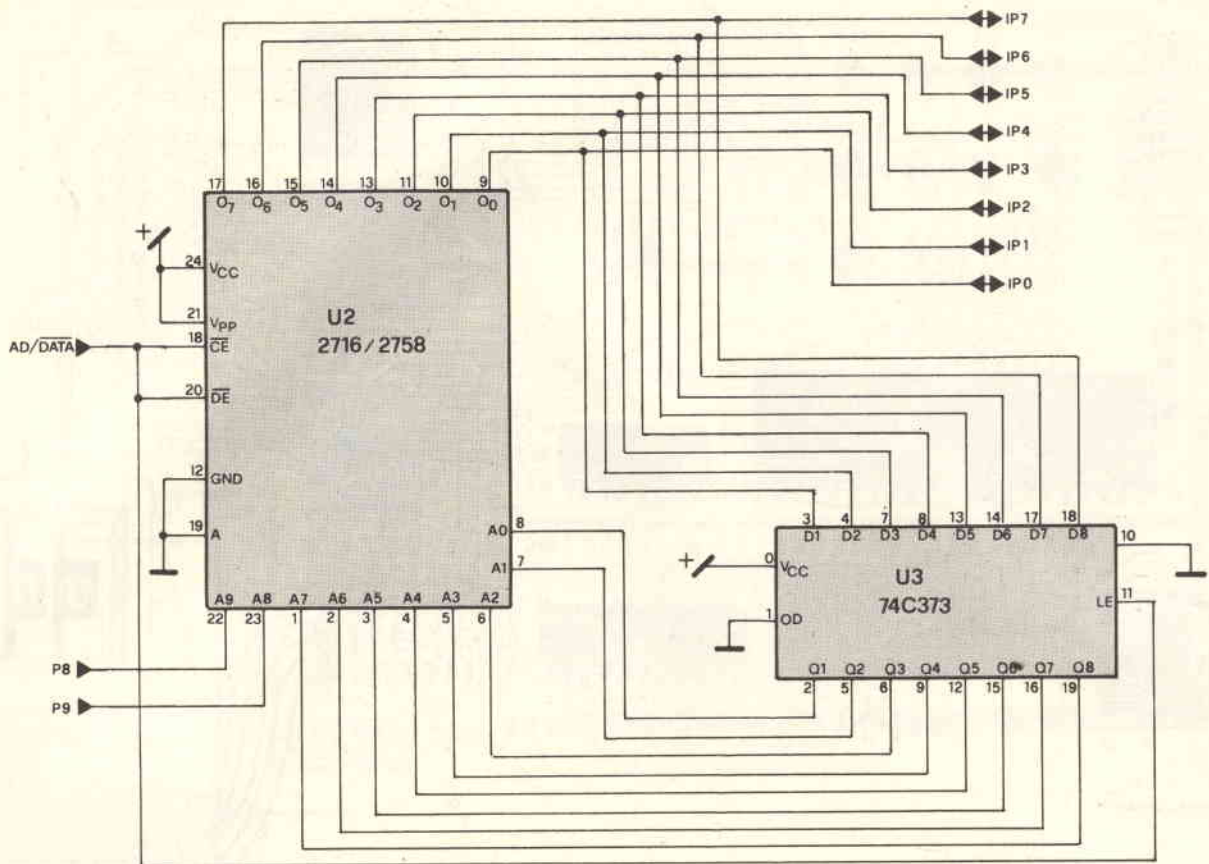 IP7
IP6
IP5
IP4
IP3
IP2
IP1
IP0
17 16 15 14 13 11 10 9
O7 O6 O5 O4 O3 O2 O1 O0
+
24 VCC
21 VPP
AD/DATA 18 CE
20 DE
12 GND
19 A
U2
2716/2758
A0 8
A1 7
A9 A8 A7 A6 A5 A4 A3 A2
22 23 1 2 3 4 5 6
P8
P9
3 4 7 8 13 14 17 18
D1 D2 D3 D4 D5 D6 D7 D8
10
+ 0 VCC
1 OD
U3
74C373
LE 11
Q1 Q2 Q3 Q4 Q5 Q6 Q7 Q8
2 5 6 9 12 15 16 19